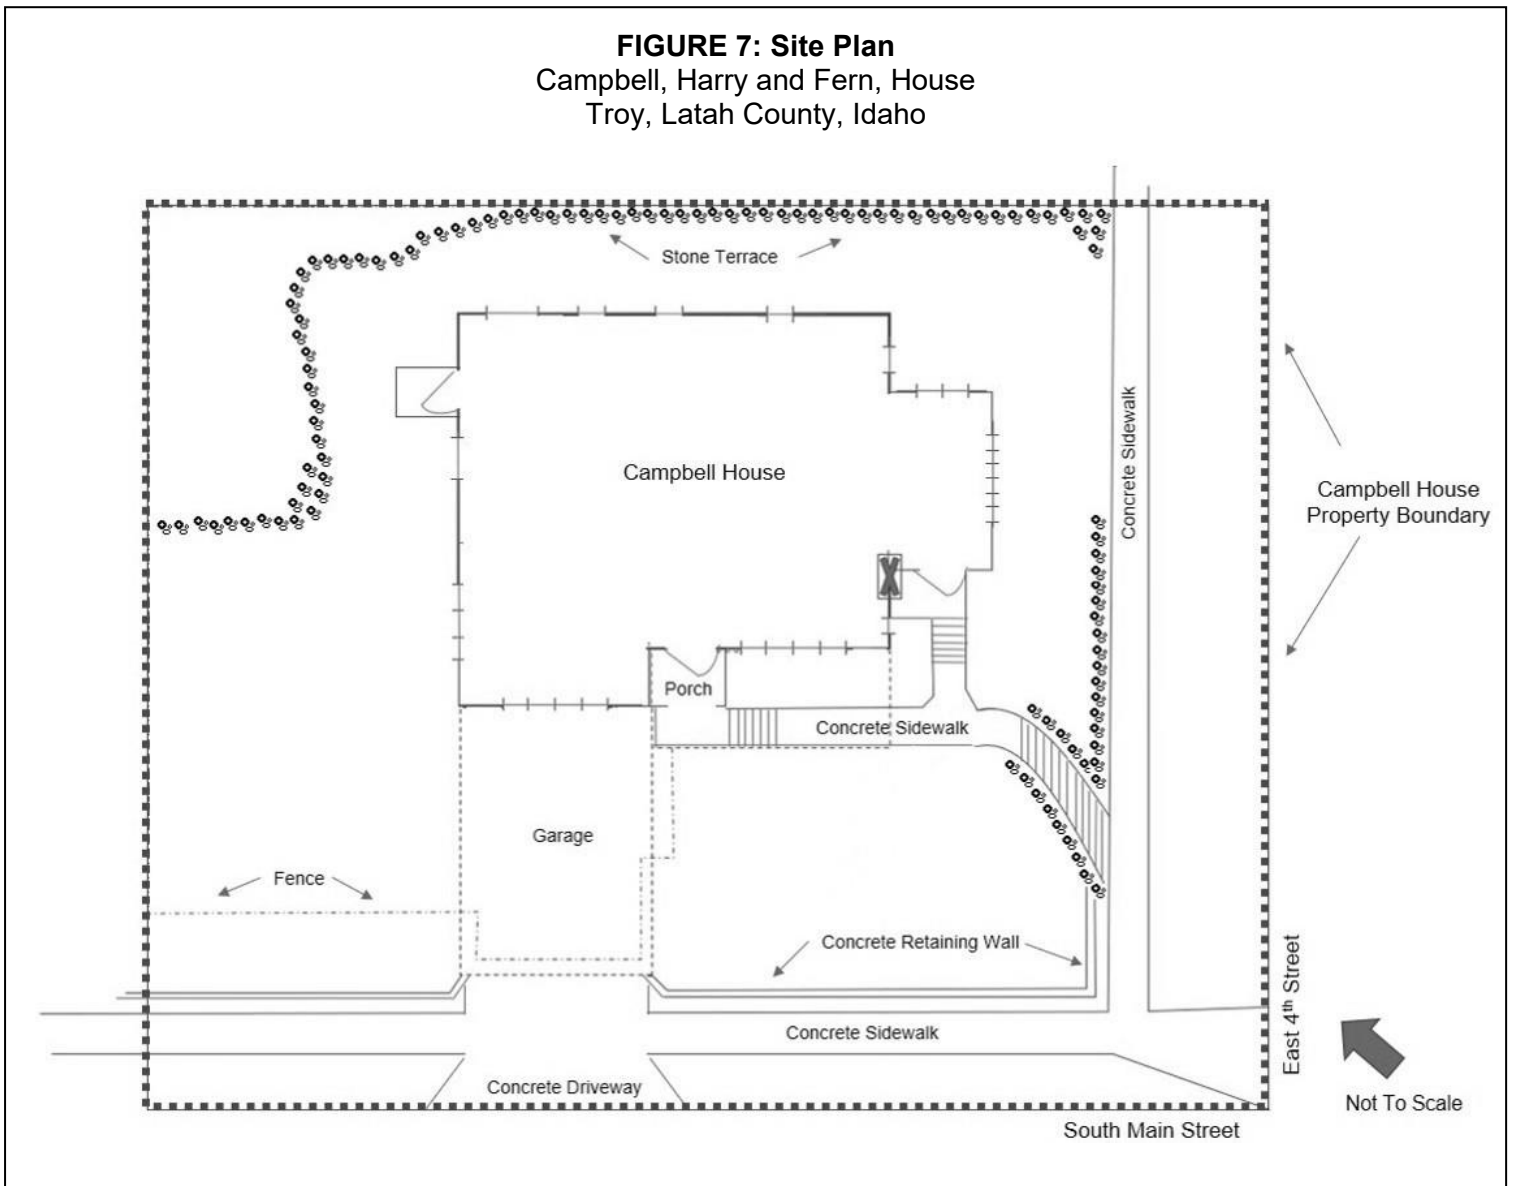 FIGURE 7: Site Plan
Campbell, Harry and Fern, House
Troy, Latah County, Idaho
Stone Terrace
Concrete Sidewalk
Campbell House
Campbell House
Property Boundary
Porch
Concrete Sidewalk
Garage
Fence
Concrete Retaining Wall
East 4th Street
Concrete Sidewalk
Concrete Driveway
Not To Scale
South Main Street